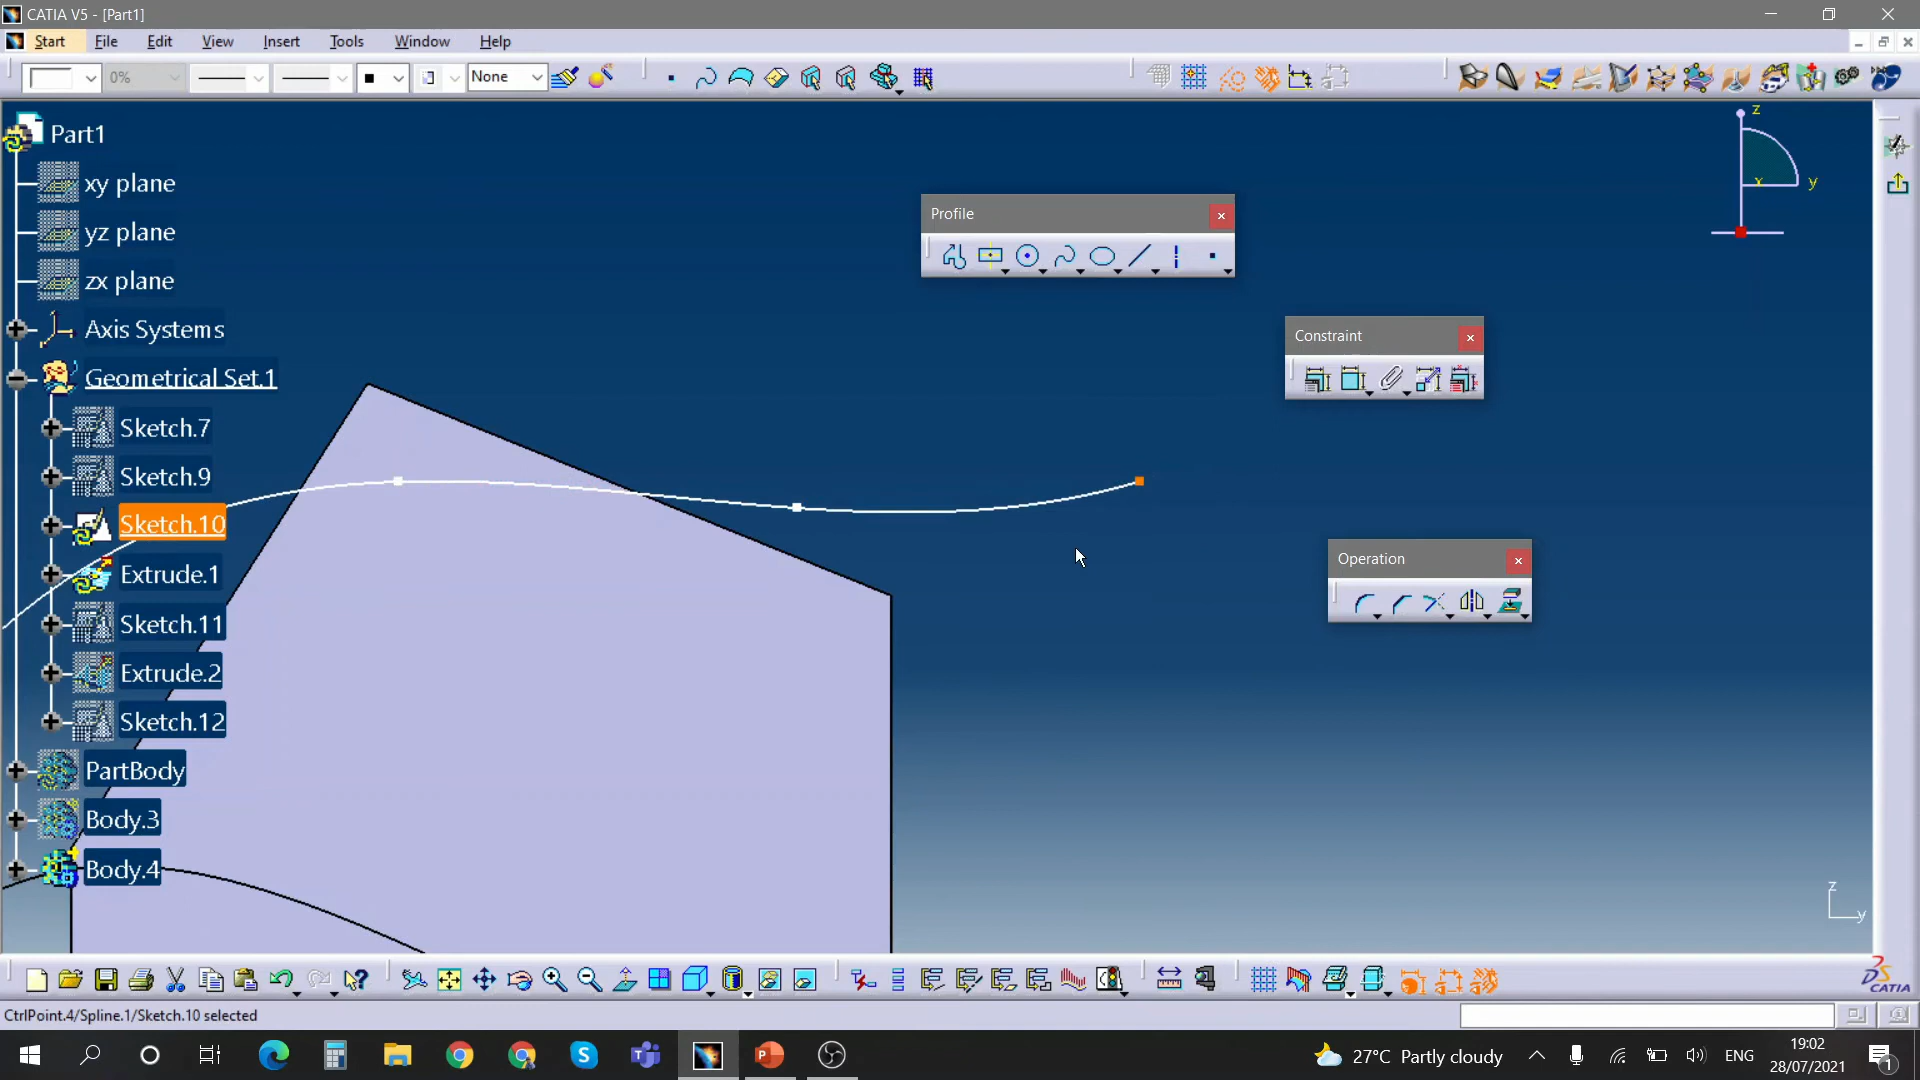 CATIA V5 - [Part1]
Start File Edit View Insert Tools Window Help
0% None
Part1
xy plane
yz plane
zx plane
Axis Systems
Geometrical Set.1
Sketch.7
Sketch.9
Sketch.10
Extrude.1
Sketch.11
Extrude.2
Sketch.12
PartBody
Body.3
Body.4
Profile
Constraint
Operation
z
x
y
z
y
CATIA
CtrlPoint.4/Spline.1/Sketch.10 selected
27°C Partly cloudy
ENG
19:02
28/07/2021
1